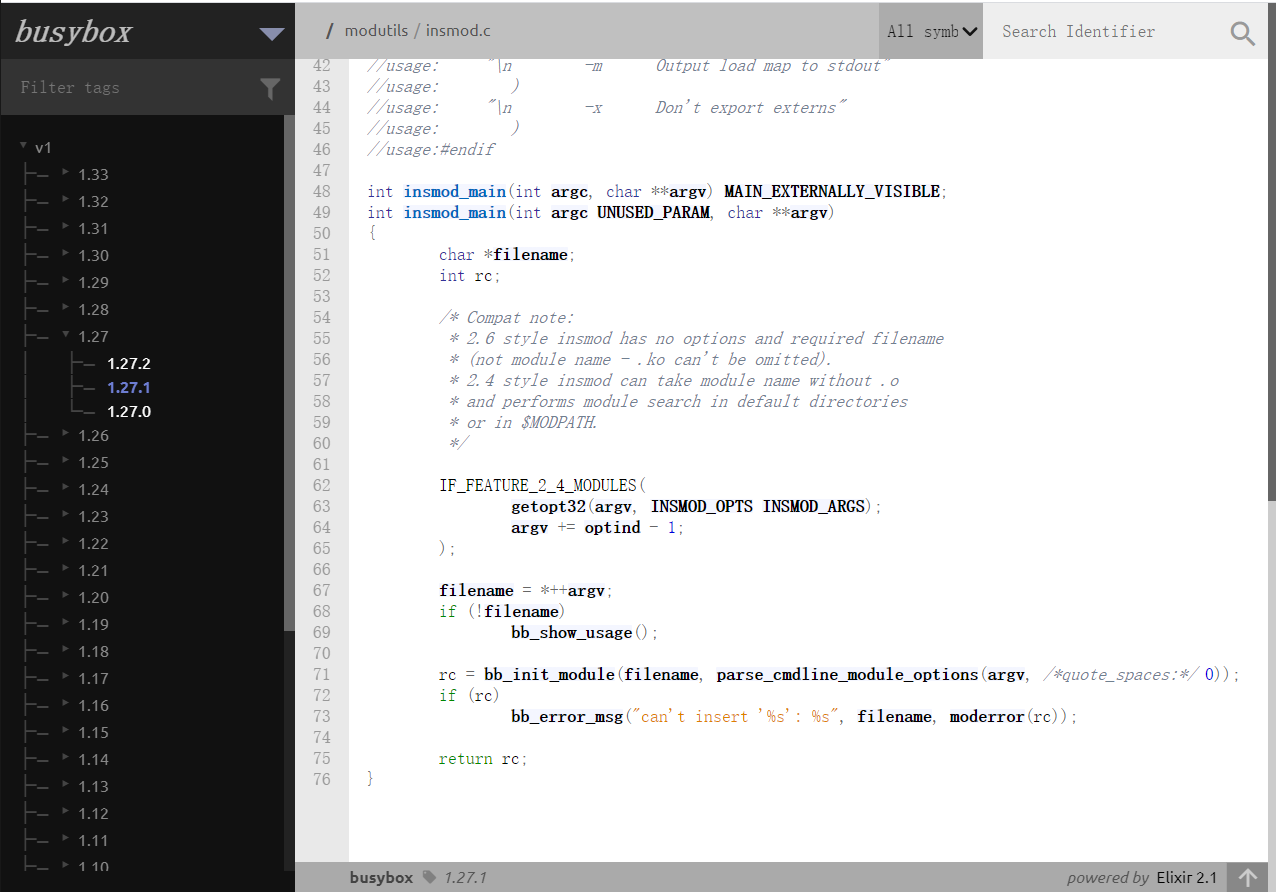 busybox
/ modutils / insmod.c
All symb
Search Identifier
Filter tags
v1
1.33
1.32
1.31
1.30
1.29
1.28
1.27
1.27.2
1.27.1
1.27.0
1.26
1.25
1.24
1.23
1.22
1.21
1.20
1.19
1.18
1.17
1.16
1.15
1.14
1.13
1.12
1.11
1.10
42 //usage:     "\n        -m      Output load map to stdout"
43 //usage:        )
44 //usage:     "\n        -x      Don't export externs"
45 //usage:        )
46 //usage:#endif
47
48 int insmod_main(int argc, char **argv) MAIN_EXTERNALLY_VISIBLE;
49 int insmod_main(int argc UNUSED_PARAM, char **argv)
50 {
51         char *filename;
52         int rc;
53
54         /* Compat note:
55          * 2.6 style insmod has no options and required filename
56          * (not module name - .ko can't be omitted).
57          * 2.4 style insmod can take module name without .o
58          * and performs module search in default directories
59          * or in $MODPATH.
60          */
61
62         IF_FEATURE_2_4_MODULES(
63                 getopt32(argv, INSMOD_OPTS INSMOD_ARGS);
64                 argv += optind - 1;
65         );
66
67         filename = *++argv;
68         if (!filename)
69                 bb_show_usage();
70
71         rc = bb_init_module(filename, parse_cmdline_module_options(argv, /*quote_spaces:*/ 0));
72         if (rc)
73                 bb_error_msg("can't insert '%s': %s", filename, moderror(rc));
74
75         return rc;
76 }
busybox 1.27.1
powered by Elixir 2.1